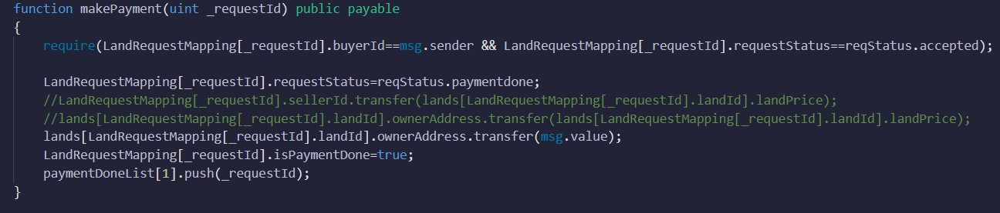 function makePayment(uint _requestId) public payable
{
    require(LandRequestMapping[_requestId].buyerId==msg.sender && LandRequestMapping[_requestId].requestStatus==reqStatus.accepted);

    LandRequestMapping[_requestId].requestStatus=reqStatus.paymentdone;
    //LandRequestMapping[_requestId].sellerId.transfer(lands[LandRequestMapping[_requestId].landId].landPrice);
    //lands[LandRequestMapping[_requestId].landId].ownerAddress.transfer(lands[LandRequestMapping[_requestId].landId].landPrice);
    lands[LandRequestMapping[_requestId].landId].ownerAddress.transfer(msg.value);
    LandRequestMapping[_requestId].isPaymentDone=true;
    paymentDoneList[1].push(_requestId);
}